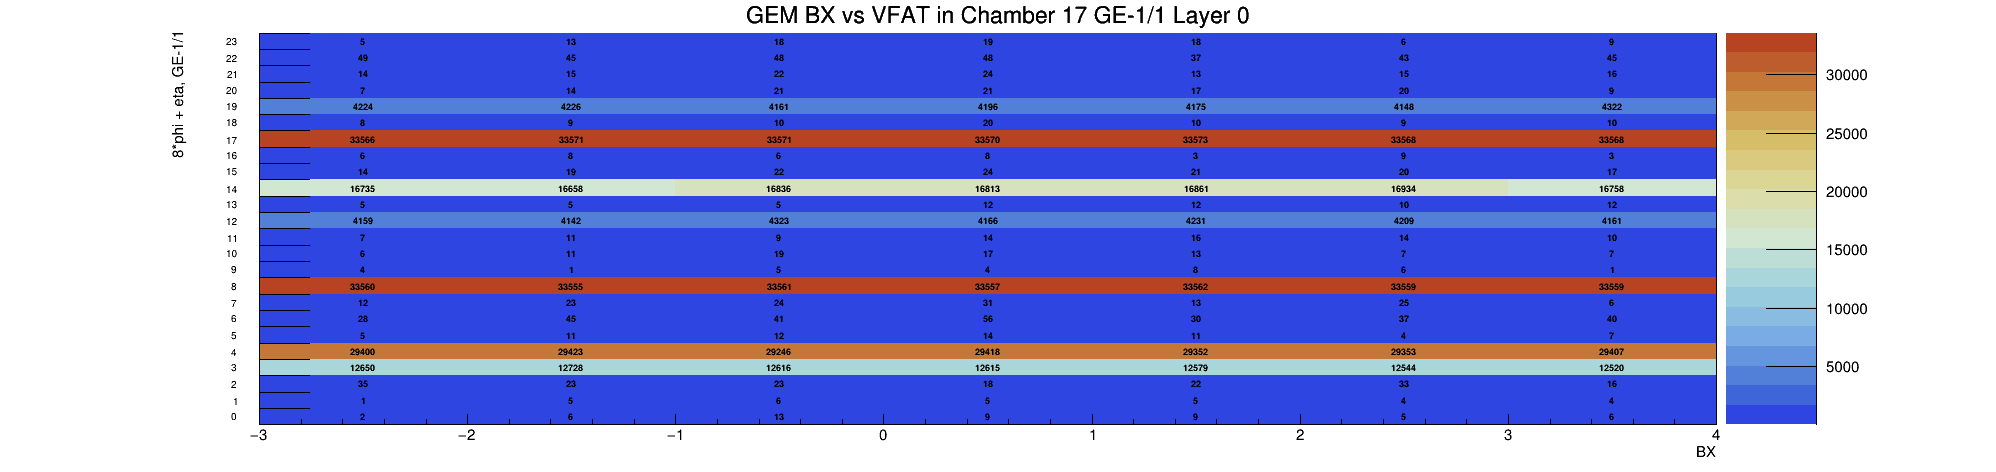 GEM BX vs VFAT in Chamber 17 GE-1/1 Layer 0
8*phi + eta, GE-1/1
23 5 13 18 19 18 6 9
22 49 45 48 48 37 43 45
21 14 15 22 24 13 15 16
20 7 14 21 21 17 20 9
19 4224 4226 4161 4196 4175 4148 4322
18 8 9 10 20 10 9 10
17 33566 33571 33571 33570 33573 33568 33568
16 6 8 6 8 3 9 3
15 14 19 22 24 21 20 17
14 16735 16658 16836 16813 16861 16934 16758
13 5 5 5 12 12 10 12
12 4159 4142 4323 4166 4231 4209 4161
11 7 11 9 14 16 14 10
10 6 11 19 17 13 7 7
9 4 1 5 4 8 6 1
8 33560 33555 33561 33557 33562 33559 33559
7 12 23 24 31 13 25 6
6 28 45 41 56 30 37 40
5 5 11 12 14 11 4 7
4 29400 29423 29246 29418 29352 29353 29407
3 12650 12728 12616 12615 12579 12544 12520
2 35 23 23 18 22 33 16
1 1 5 6 5 5 4 4
0 2 6 13 9 9 5 6
−3 −2 −1 0 1 2 3 4
BX
30000
25000
20000
15000
10000
5000